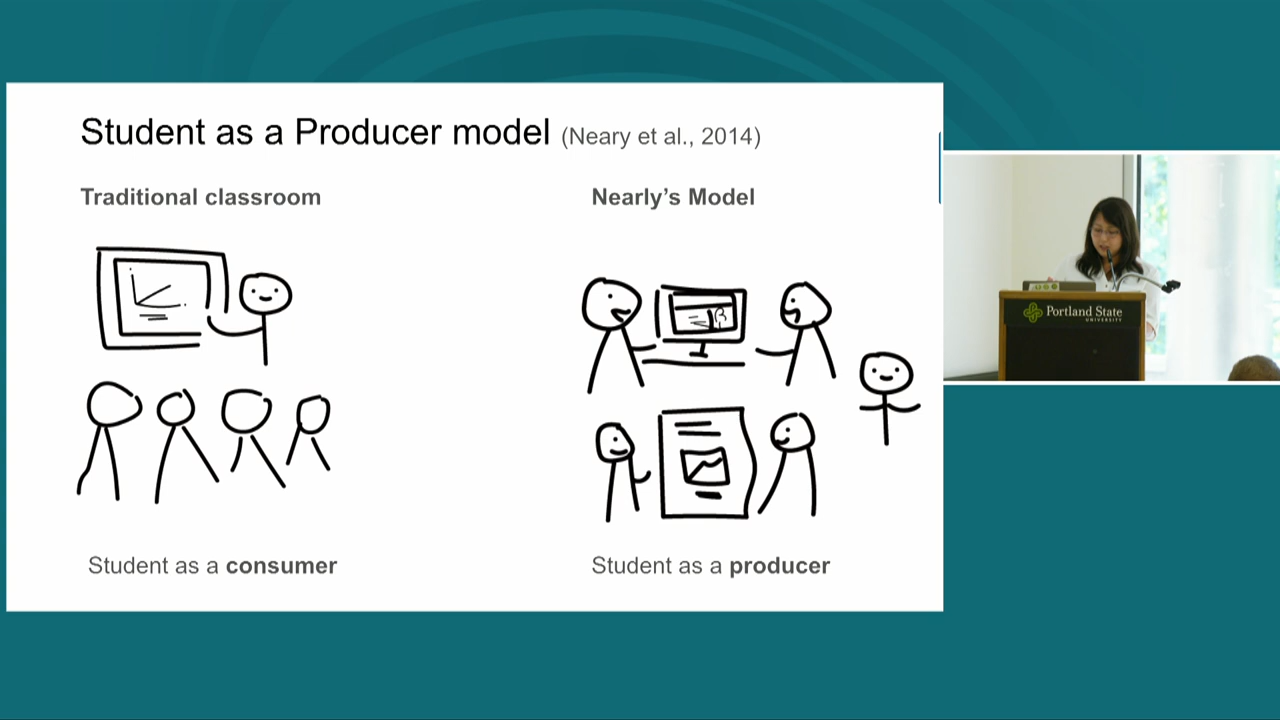 Student as a Producer model (Neary et al., 2014)
Traditional classroom
Nearly’s Model
Student as a consumer
Student as a producer
Portland State
UNIVERSITY